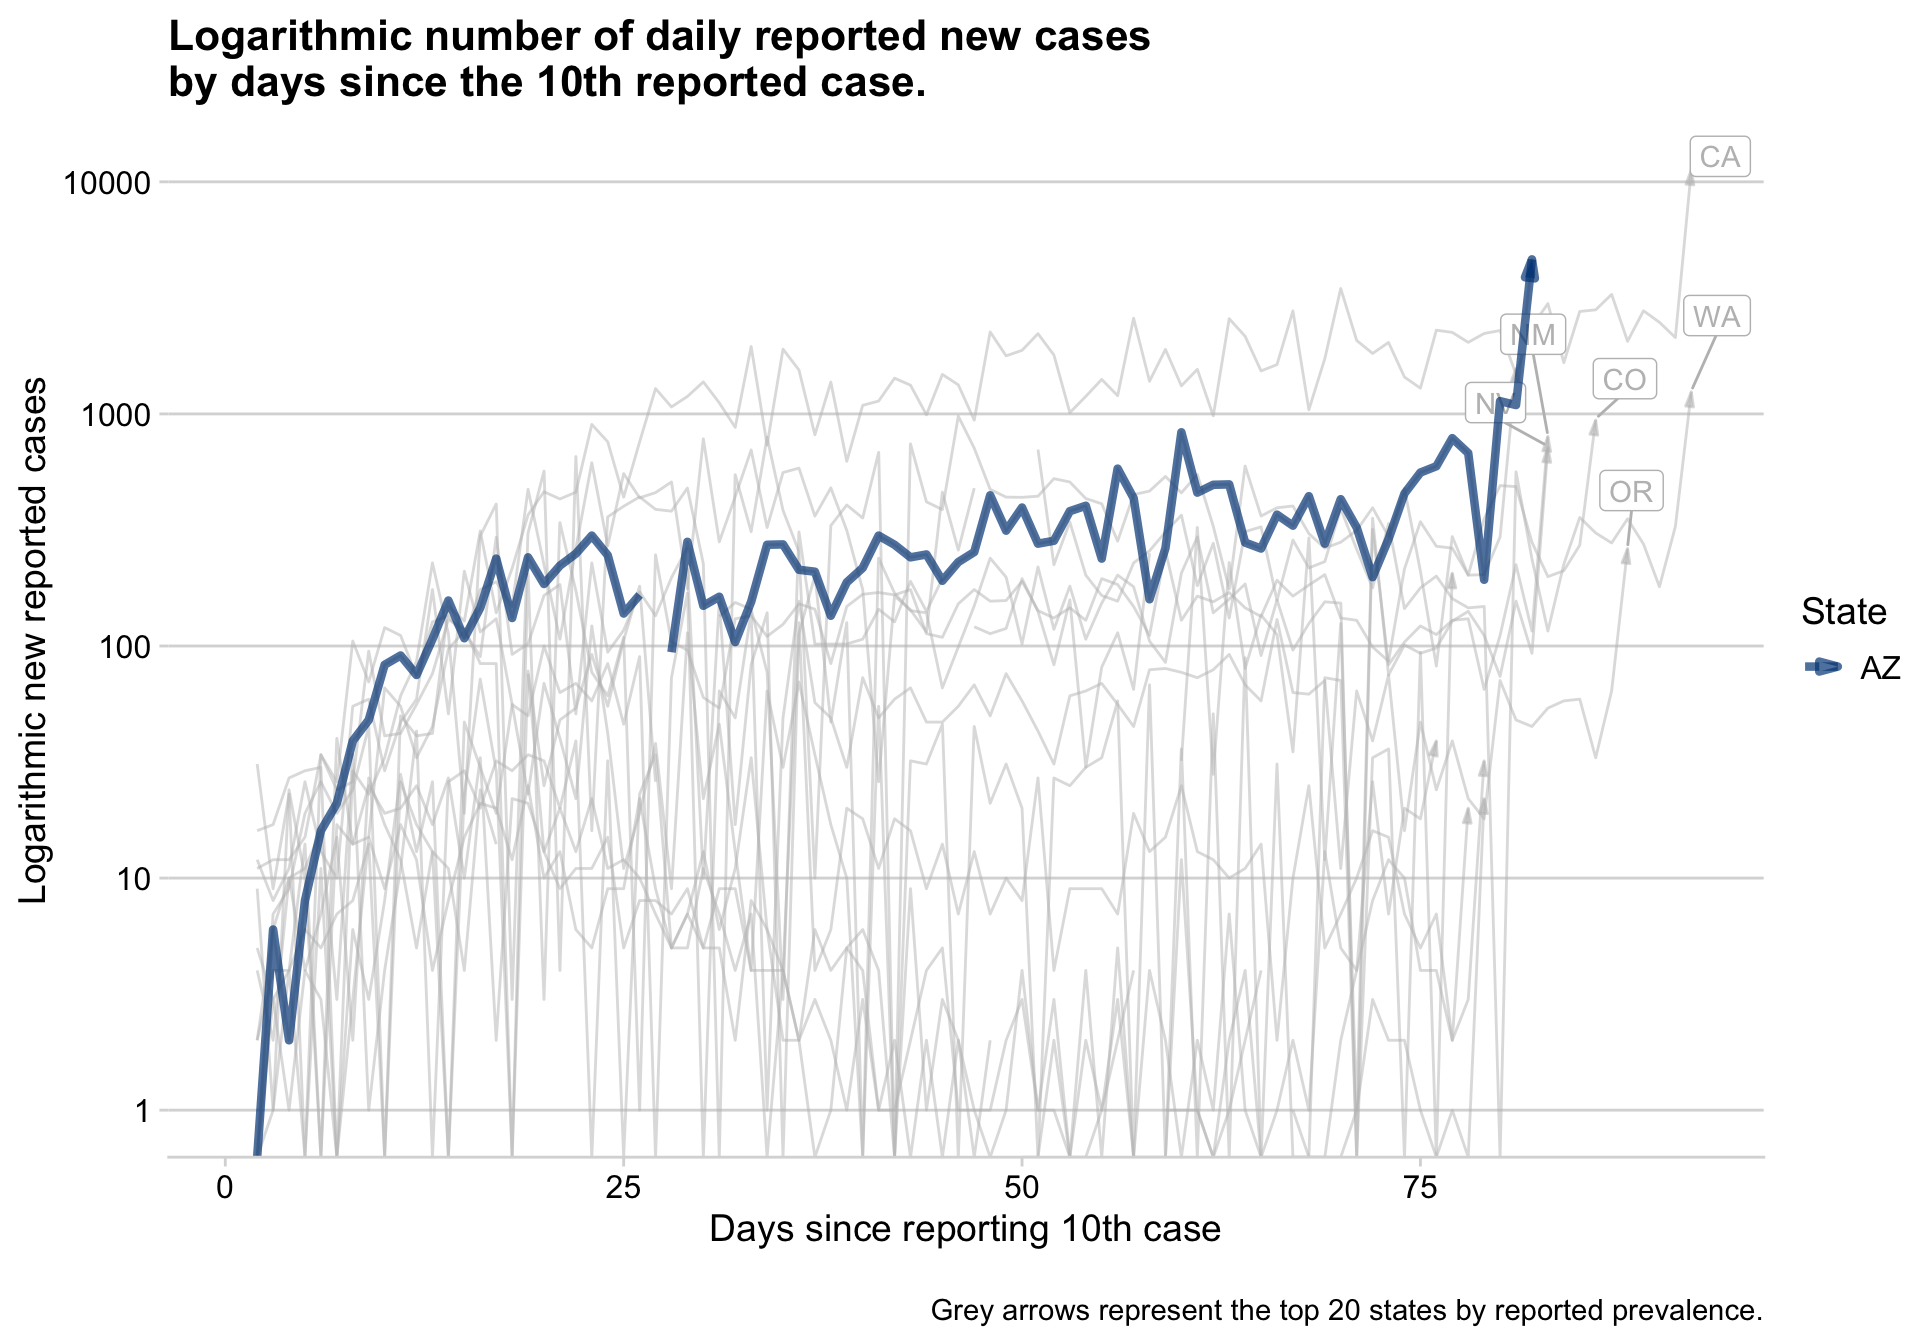 Logarithmic number of daily reported new cases
by days since the 10th reported case.
Logarithmic new reported cases
10000
1000
100
10
1
CA
WA
NM
CO
NV
OR
State
AZ
0
25
50
75
Days since reporting 10th case
Grey arrows represent the top 20 states by reported prevalence.